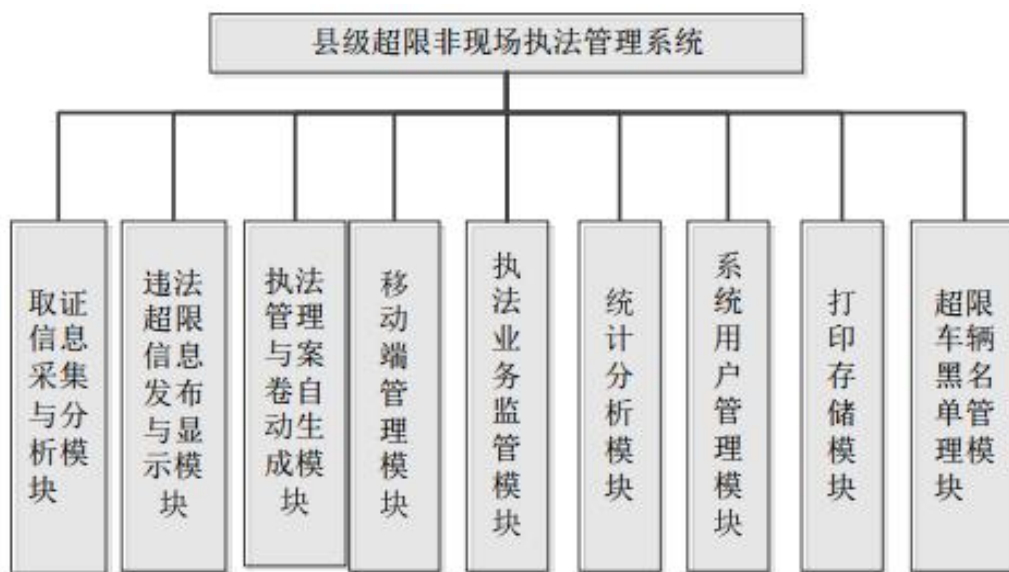 县级超限非现场执法管理系统
取证信息采集与分析模块
违法超限信息发布与显示模块
执法管理与案卷自动生成模块
移动端管理模块
执法业务监管模块
统计分析模块
系统用户管理模块
打印存储模块
超限车辆黑名单管理模块